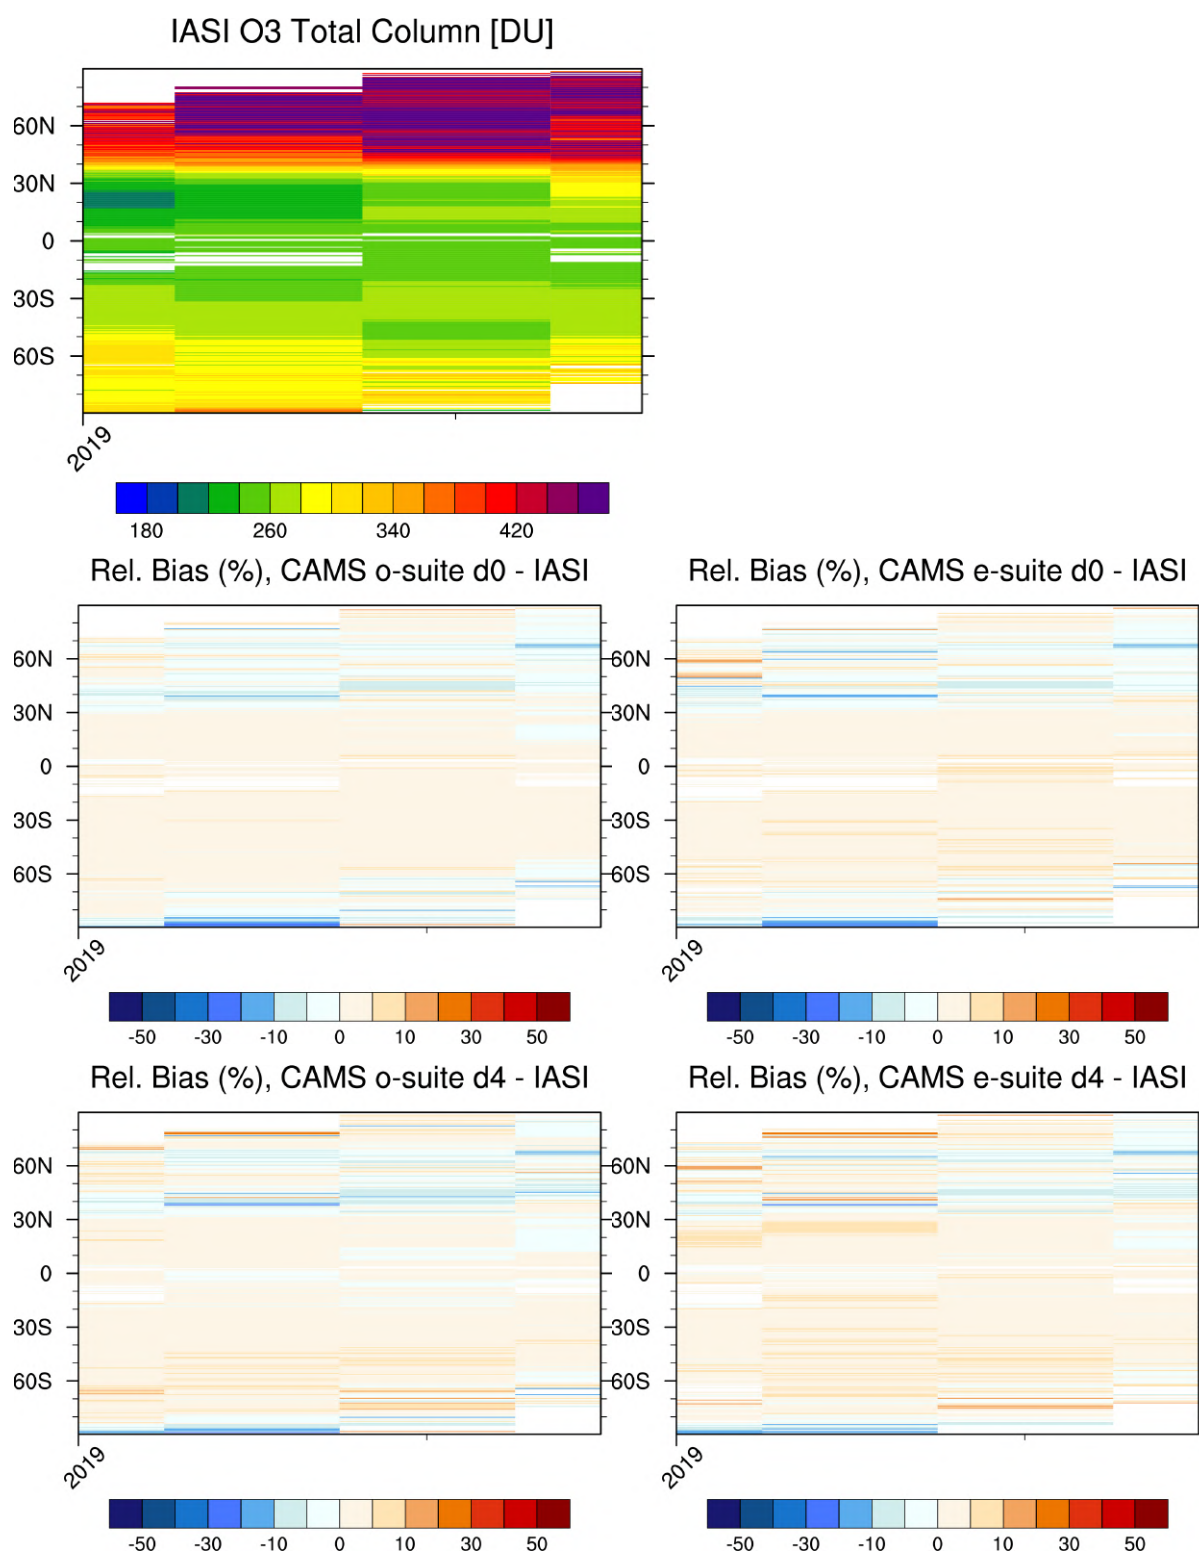 IASI O3 Total Column [DU]
60N
30N
0
30S
60S
2019
180 260 340 420
Rel. Bias (%), CAMS o-suite d0 - IASI
Rel. Bias (%), CAMS e-suite d0 - IASI
60N
30N
0
30S
60S
2019
60N
30N
0
30S
60S
2019
-50 -30 -10 0 10 30 50
-50 -30 -10 0 10 30 50
Rel. Bias (%), CAMS o-suite d4 - IASI
Rel. Bias (%), CAMS e-suite d4 - IASI
60N
30N
0
30S
60S
2019
60N
30N
0
30S
60S
2019
-50 -30 -10 0 10 30 50
-50 -30 -10 0 10 30 50